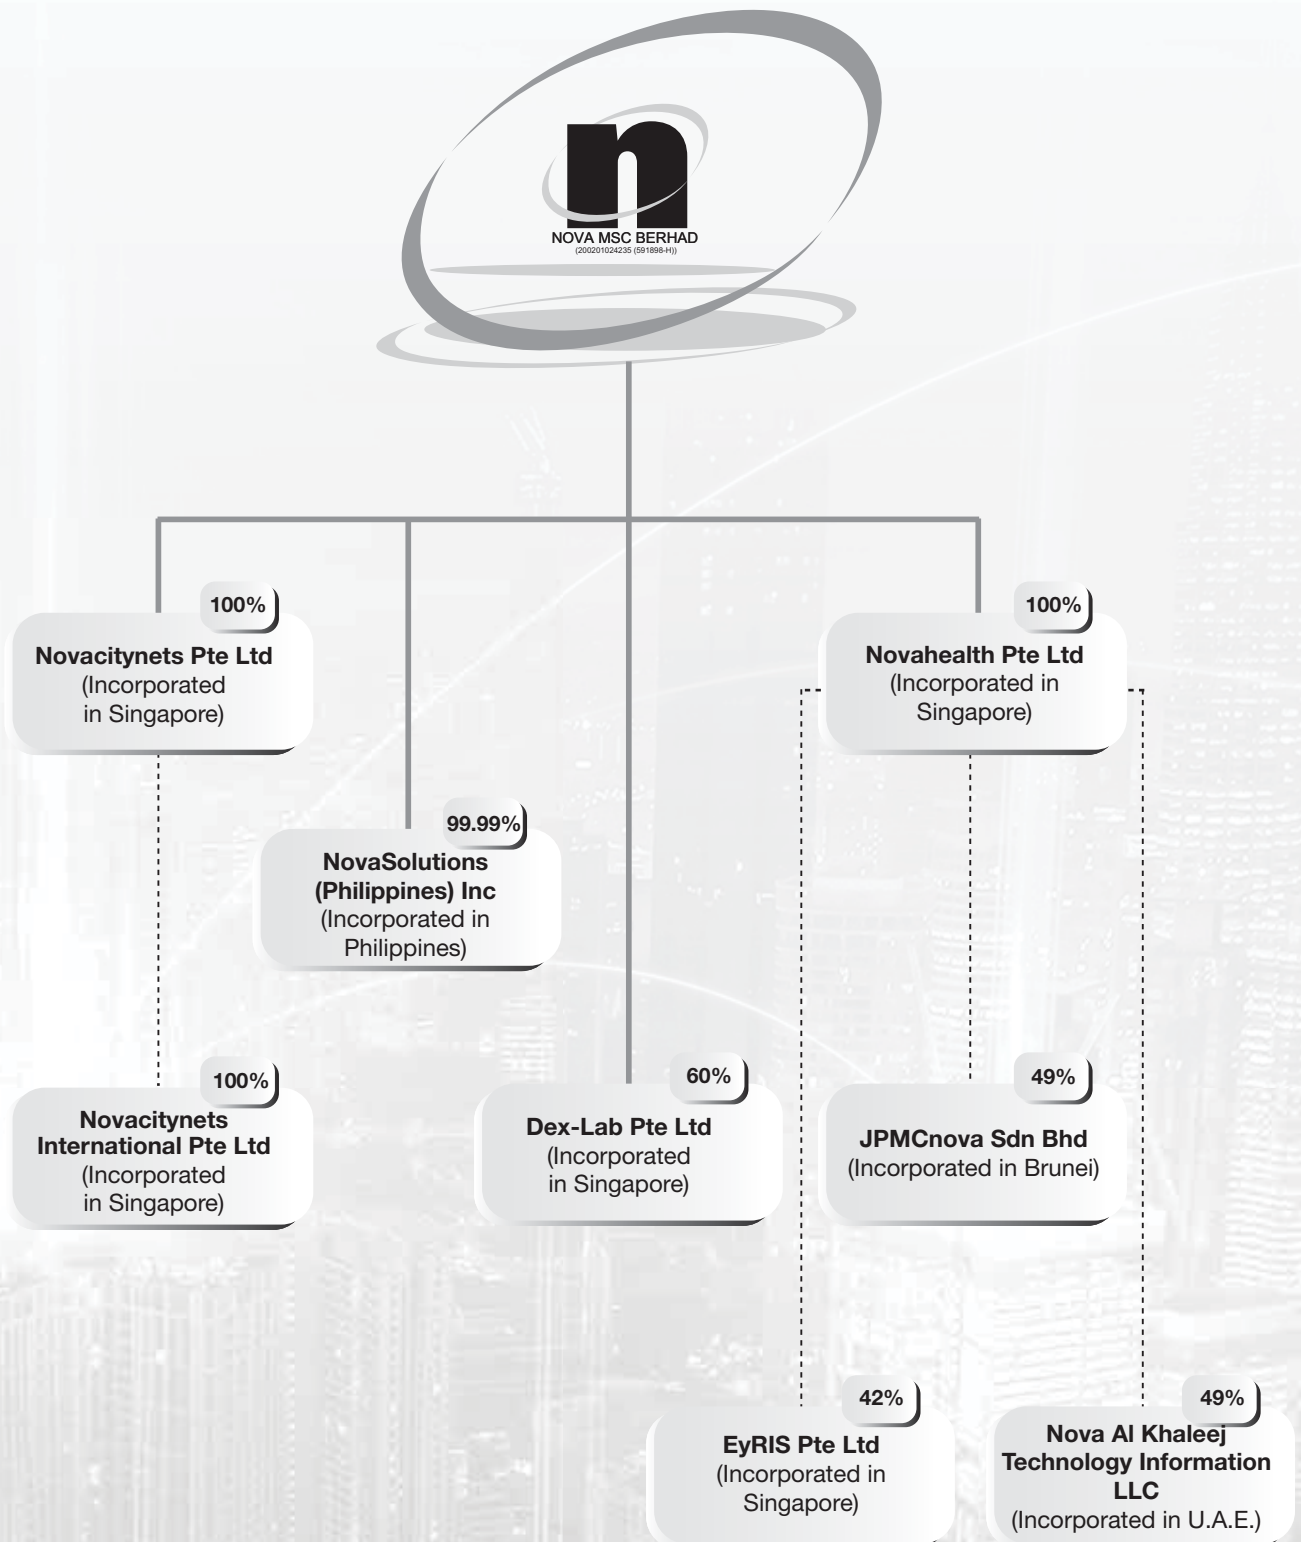 n
NOVA MSC BERHAD
(200201024235 (591898-H))
100%
Novacitynets Pte Ltd
(Incorporated
in Singapore)
100%
Novahealth Pte Ltd
(Incorporated in
Singapore)
99.99%
NovaSolutions
(Philippines) Inc
(Incorporated in
Philippines)
100%
Novacitynets
International Pte Ltd
(Incorporated
in Singapore)
60%
Dex-Lab Pte Ltd
(Incorporated
in Singapore)
49%
JPMCnova Sdn Bhd
(Incorporated in Brunei)
42%
EyRIS Pte Ltd
(Incorporated in
Singapore)
49%
Nova Al Khaleej
Technology Information
LLC
(Incorporated in U.A.E.)